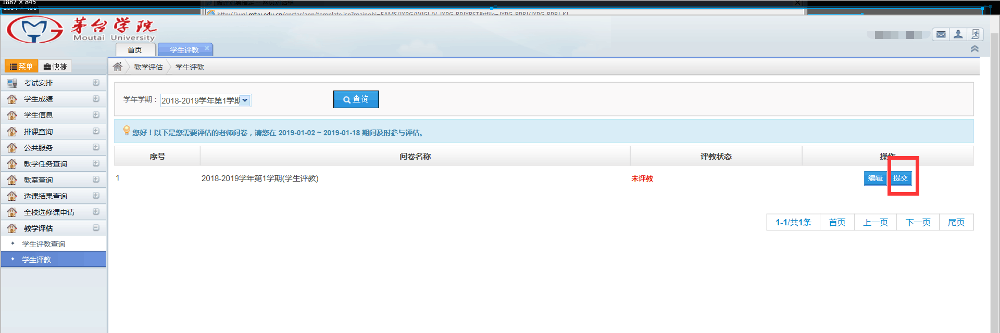 1887 × 845
茅台学院
Moutai University
首页
学生评教
菜单
快捷
教学评估
学生评教
考试安排
学生成绩
学生信息
排课查询
公共服务
教学任务查询
教室查询
选课结果查询
全校选修课申请
教学评估
学生评教查询
学生评教
学年学期：
2018-2019学年第1学期
查询
您好！以下是您需要评估的老师问卷，请您在 2019-01-02 ~ 2019-01-18 期间及时参与评估。
序号 问卷名称 评教状态 操作
1 2018-2019学年第1学期(学生评教) 未评教 编辑 提交
1-1/共1条 首页 上一页 下一页 尾页